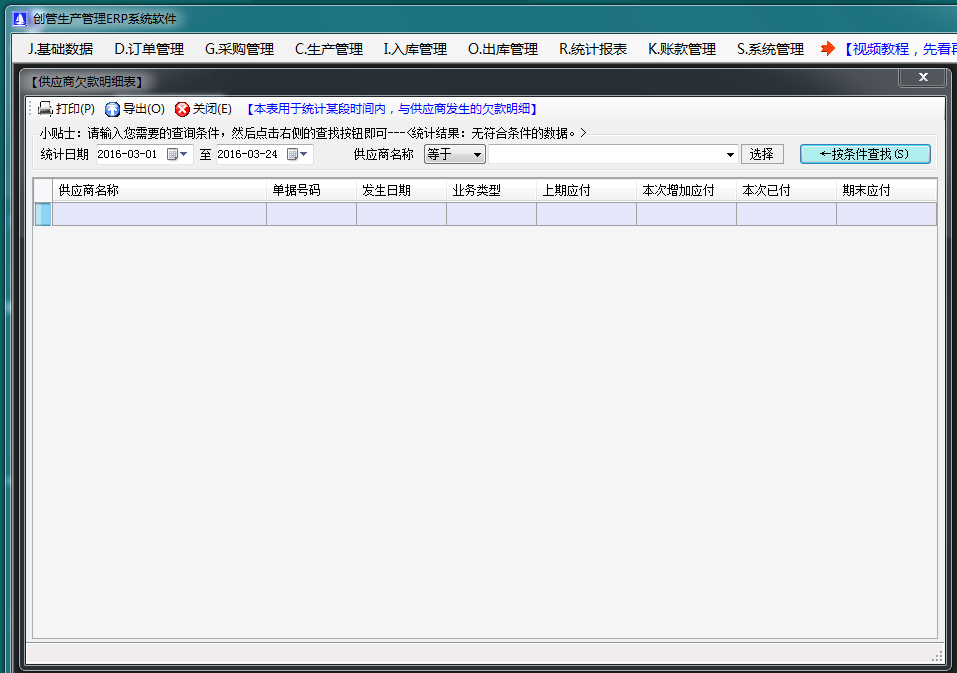 创管生产管理ERP系统软件
J.基础数据 D.订单管理 G.采购管理 C.生产管理 I.入库管理 O.出库管理 R.统计报表 K.账款管理 S.系统管理 【视频教程，先看
【供应商欠款明细表】
打印(P) 导出(O) 关闭(E) 【本表用于统计某段时间内，与供应商发生的欠款明细】
小贴士：请输入您需要的查询条件，然后点击右侧的查找按钮即可---<统计结果：无符合条件的数据。>
统计日期 2016-03-01 至 2016-03-24 供应商名称 等于 选择 ←按条件查找(S)
供应商名称 单据号码 发生日期 业务类型 上期应付 本次增加应付 本次已付 期末应付